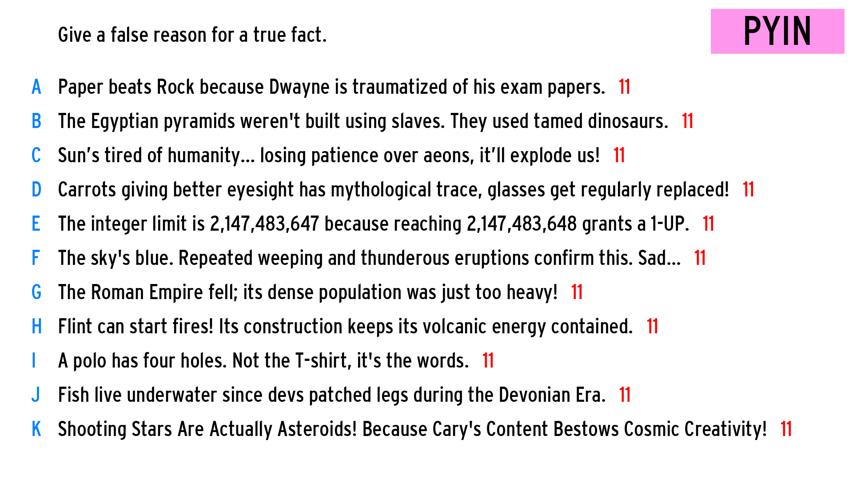 Give a false reason for a true fact.
PYIN
A Paper beats Rock because Dwayne is traumatized of his exam papers. 11
B The Egyptian pyramids weren't built using slaves. They used tamed dinosaurs. 11
C Sun’s tired of humanity... losing patience over aeons, it’ll explode us! 11
D Carrots giving better eyesight has mythological trace, glasses get regularly replaced! 11
E The integer limit is 2,147,483,647 because reaching 2,147,483,648 grants a 1-UP. 11
F The sky's blue. Repeated weeping and thunderous eruptions confirm this. Sad... 11
G The Roman Empire fell; its dense population was just too heavy! 11
H Flint can start fires! Its construction keeps its volcanic energy contained. 11
I A polo has four holes. Not the T-shirt, it's the words. 11
J Fish live underwater since devs patched legs during the Devonian Era. 11
K Shooting Stars Are Actually Asteroids! Because Cary's Content Bestows Cosmic Creativity! 11